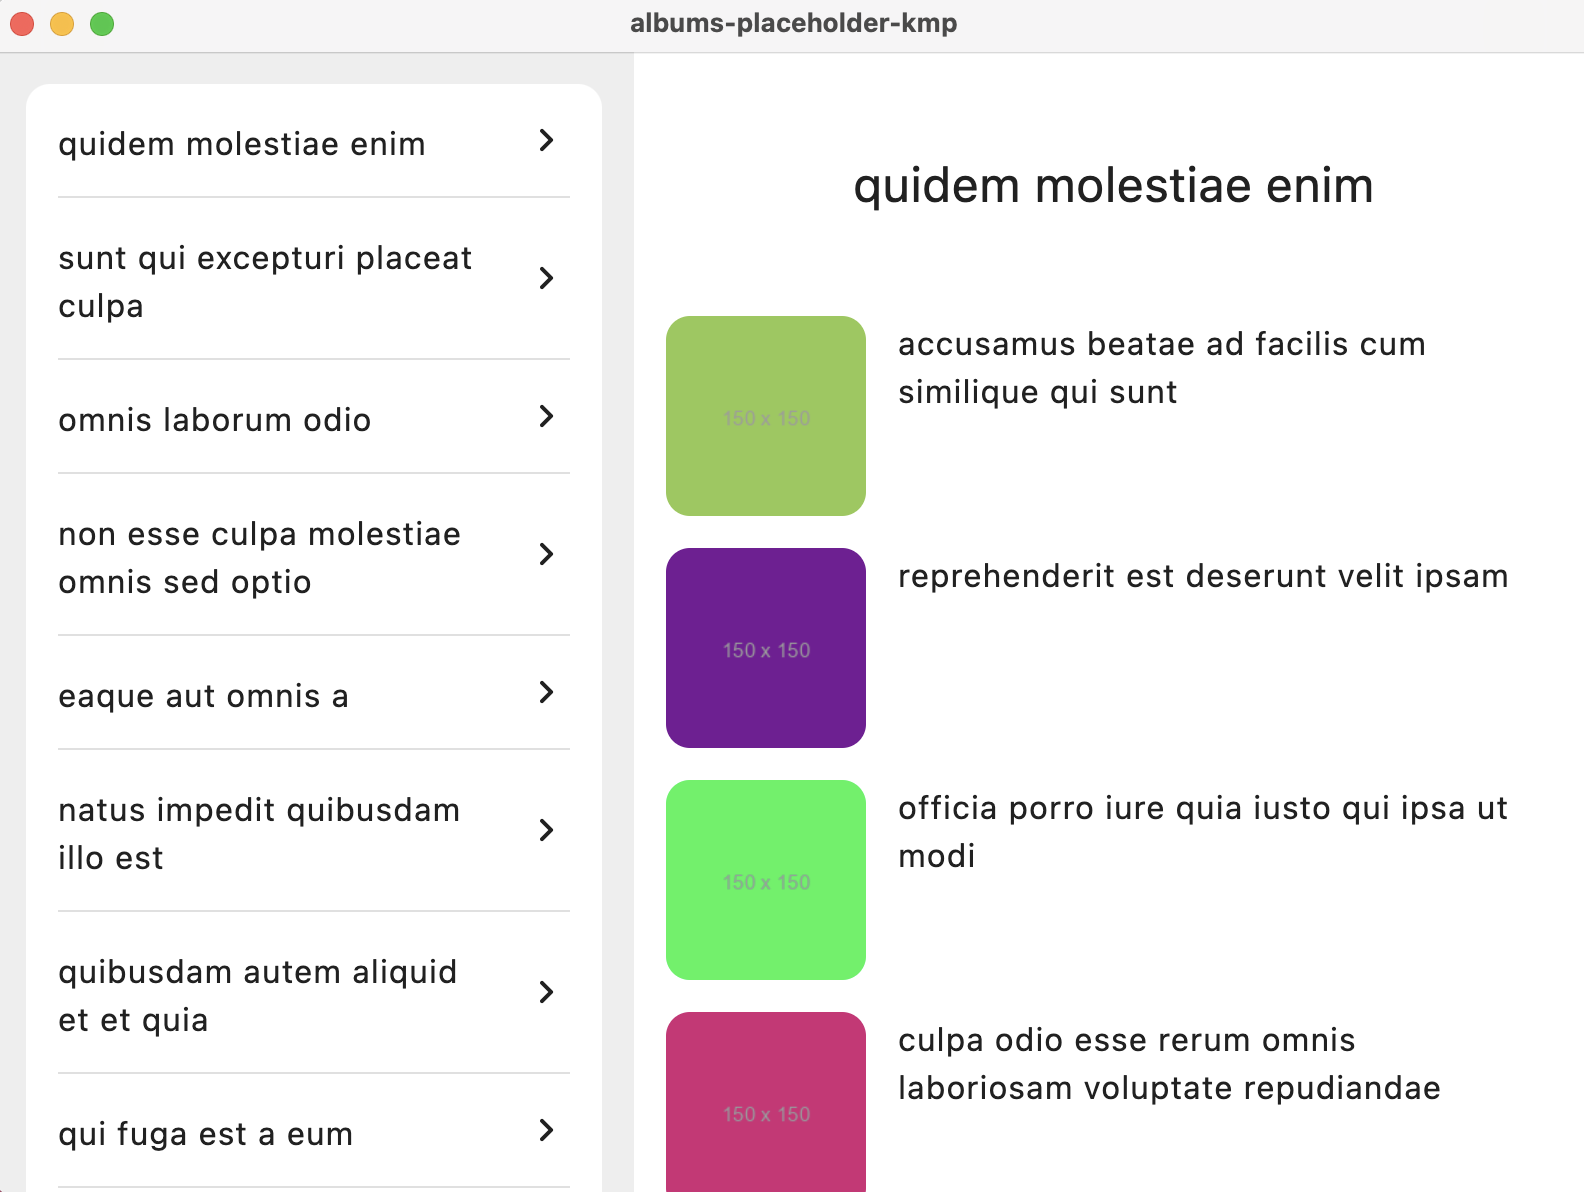 albums-placeholder-kmp
quidem molestiae enim
sunt qui excepturi placeat
culpa
omnis laborum odio
non esse culpa molestiae
omnis sed optio
eaque aut omnis a
natus impedit quibusdam
illo est
quibusdam autem aliquid
et et quia
qui fuga est a eum
quidem molestiae enim
150 x 150
accusamus beatae ad facilis cum
similique qui sunt
150 x 150
reprehenderit est deserunt velit ipsam
150 x 150
officia porro iure quia iusto qui ipsa ut
modi
150 x 150
culpa odio esse rerum omnis
laboriosam voluptate repudiandae